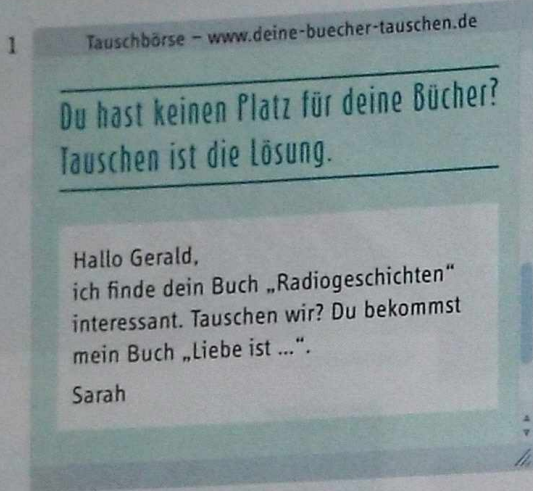 1
Tauschbörse – www.deine-buecher-tauschen.de
Du hast keinen Platz für deine Bücher?
Tauschen ist die Lösung.
Hallo Gerald,
ich finde dein Buch „Radiogeschichten“
interessant. Tauschen wir? Du bekommst
mein Buch „Liebe ist ...“.
Sarah